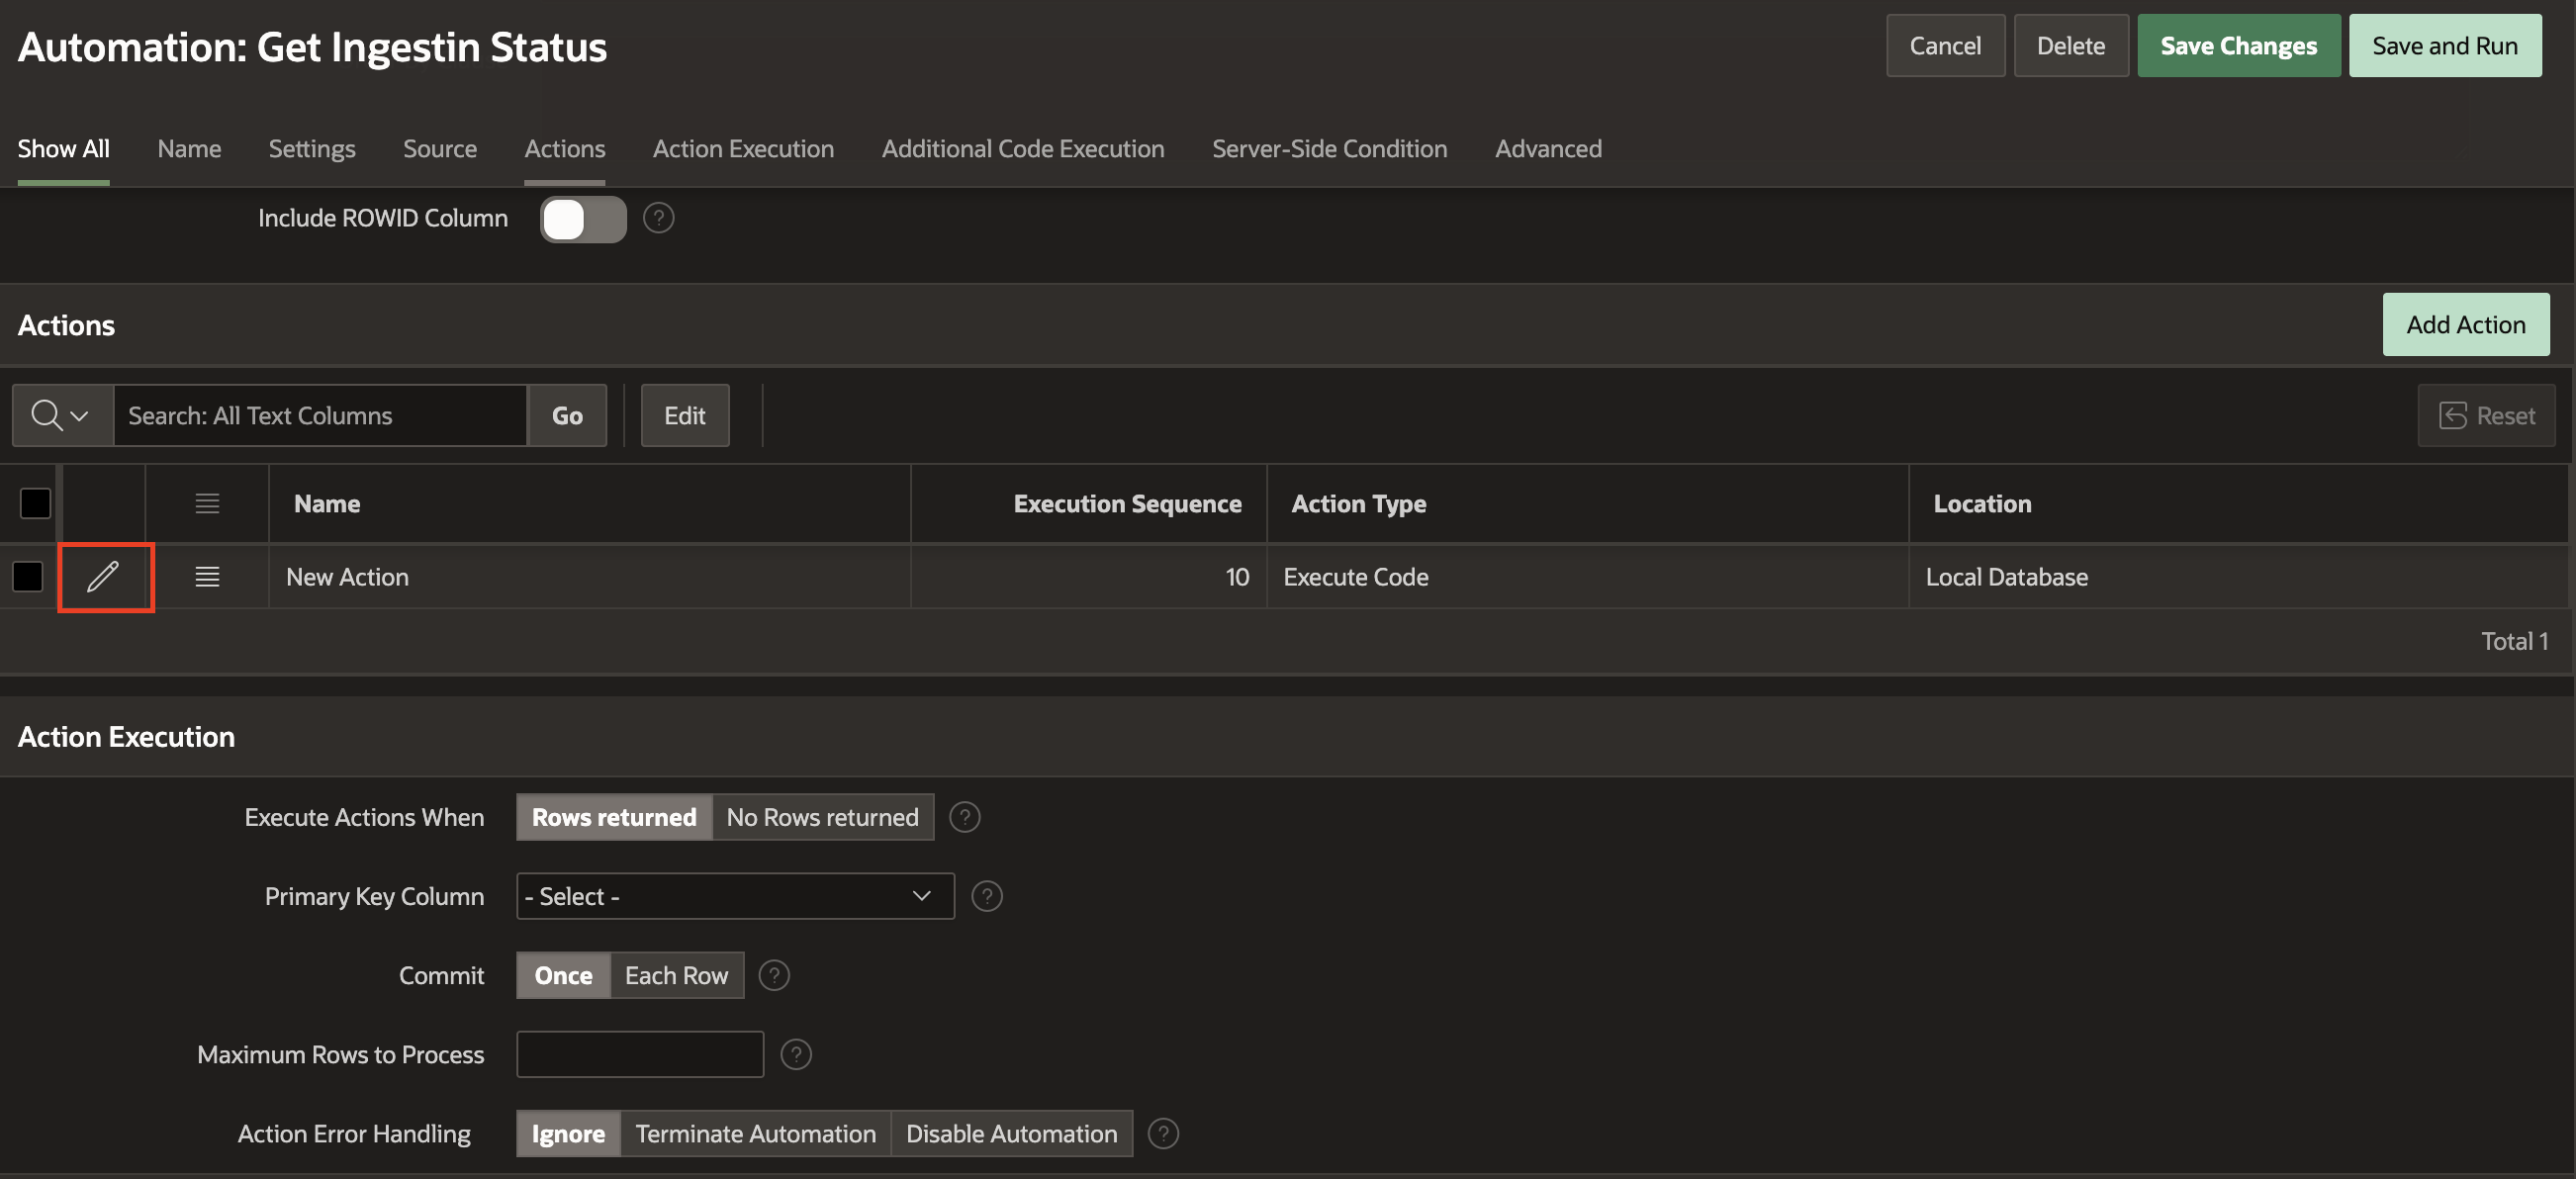 Automation: Get Ingestin Status
Cancel Delete Save Changes Save and Run
Show All Name Settings Source Actions Action Execution Additional Code Execution Server-Side Condition Advanced
Include ROWID Column ?
Actions Add Action
Search: All Text Columns Go Edit Reset
Name Execution Sequence Action Type Location
New Action 10 Execute Code Local Database
Total 1
Action Execution
Execute Actions When Rows returned No Rows returned ?
Primary Key Column - Select - ?
Commit Once Each Row ?
Maximum Rows to Process ?
Action Error Handling Ignore Terminate Automation Disable Automation ?